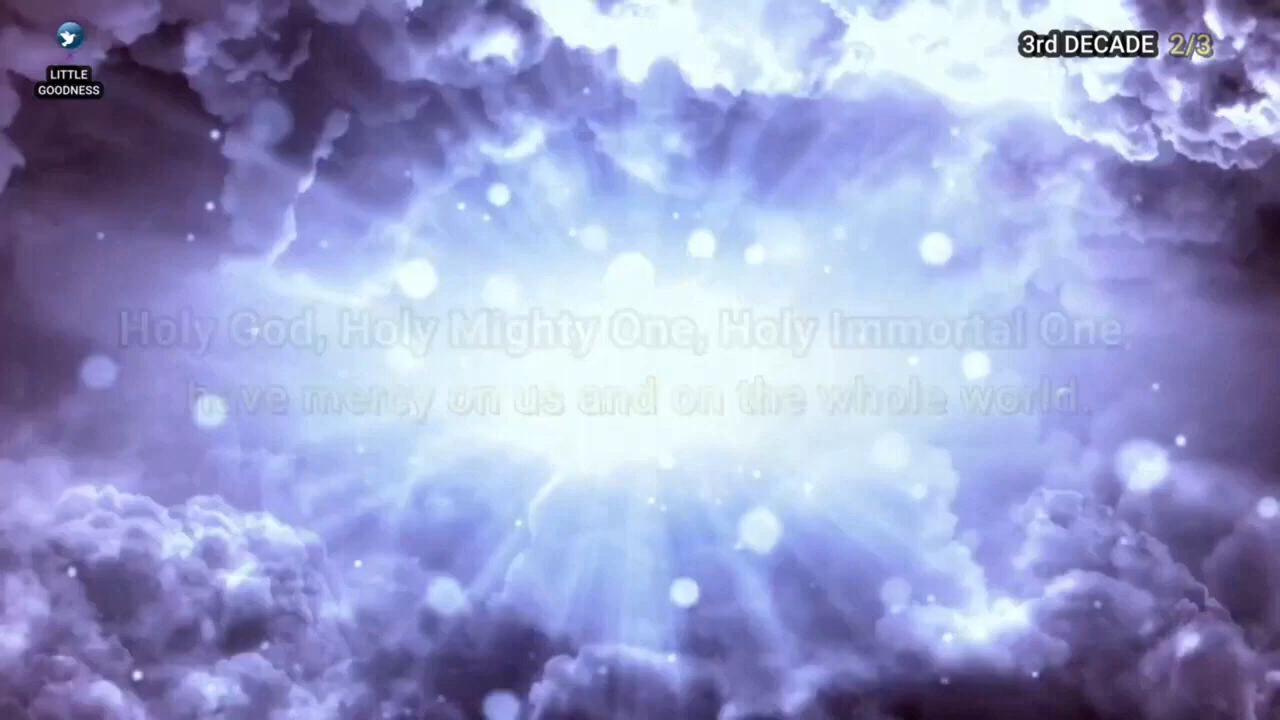 LITTLE
GOODNESS
3rd DECADE 2/3
Holy God, Holy Mighty One, Holy Immortal One,
have mercy on us and on the whole world.